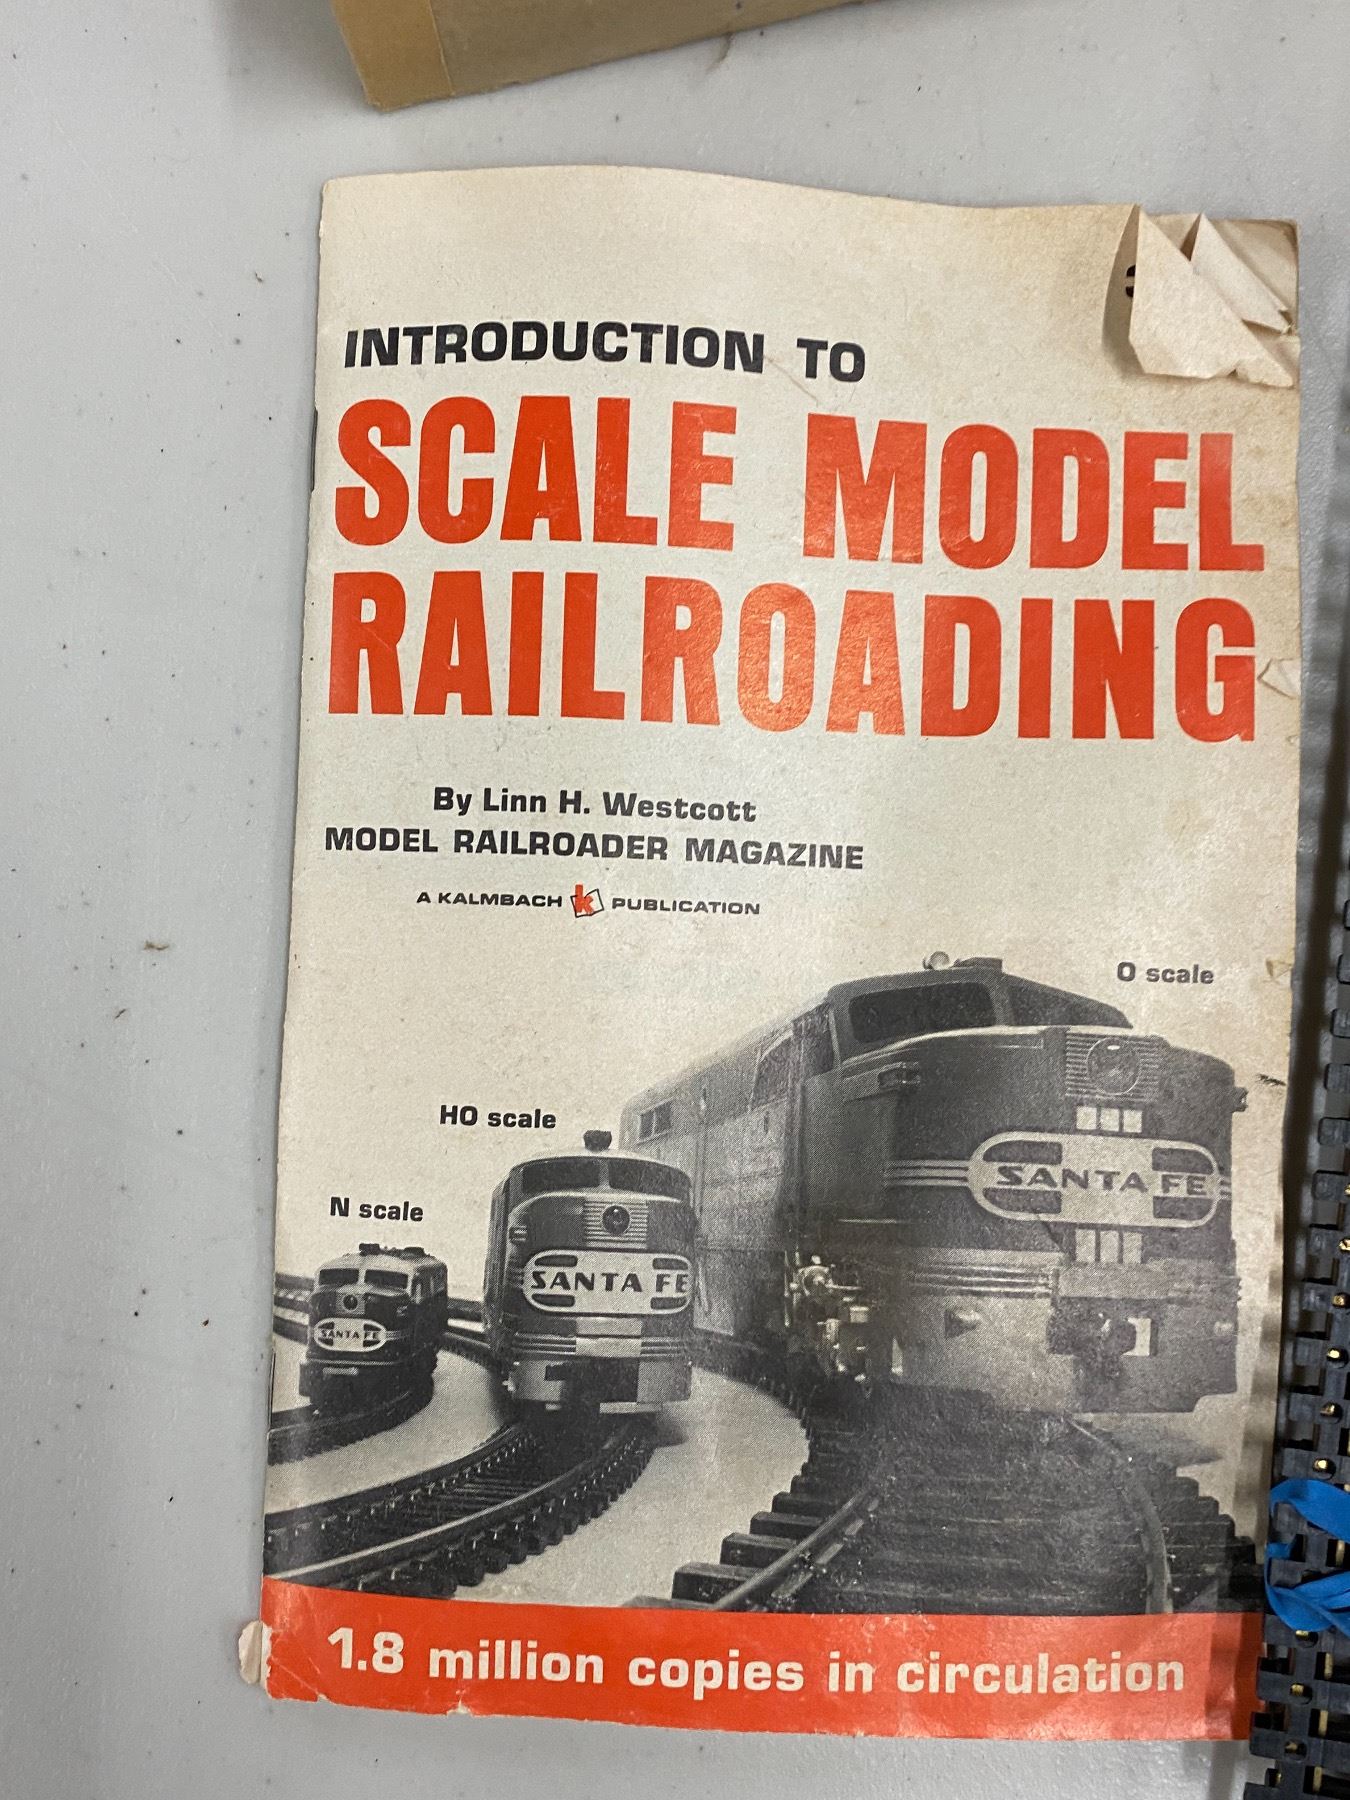 INTRODUCTION TO
SCALE MODEL
RAILROADING
By Linn H. Westcott
MODEL RAILROADER MAGAZINE
A KALMBACH k PUBLICATION
O scale
HO scale
N scale
SANTA FE
SANTA FE
SANTA FE
1.8 million copies in circulation